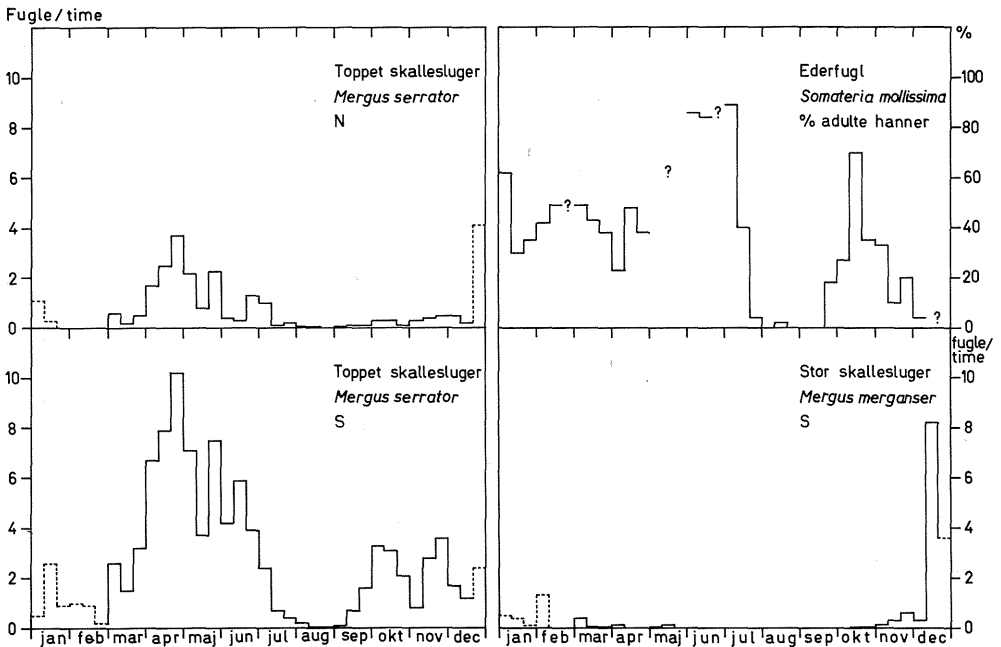 Fugle/time
%
10
8
6
4
2
0
Toppet skallesluger
Mergus serrator
N
Ederfugl
Somateria mollissima
% adulte hanner
? ? ? ?
100
80
60
40
20
0
10
8
6
4
2
0
Toppet skallesluger
Mergus serrator
S
Stor skallesluger
Mergus merganser
S
fugle/
time
10
8
6
4
2
0
jan feb mar apr maj jun jul aug sep okt nov dec
jan feb mar apr maj jun jul aug sep okt nov dec